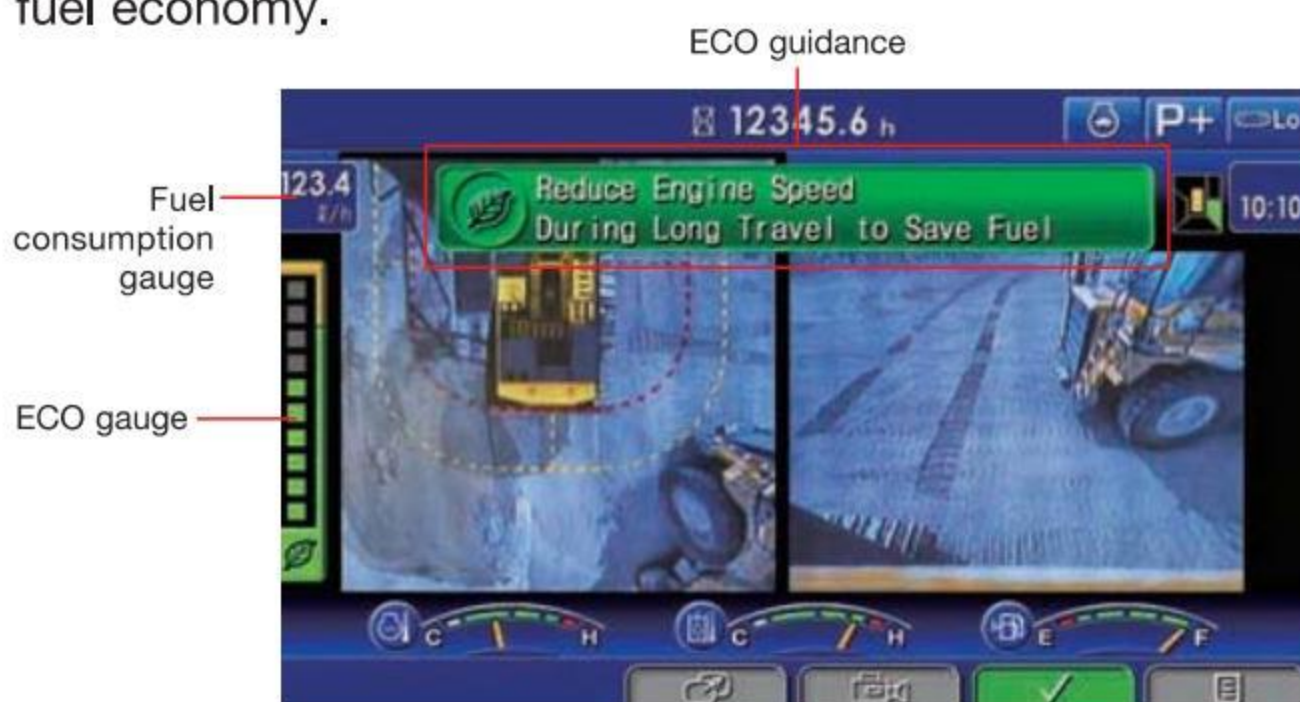 fuel economy.
ECO guidance
12345.6 h
P+
Lo
Fuel
consumption
gauge
123.4
ℓ/h
Reduce Engine Speed
During Long Travel to Save Fuel
10:10
ECO gauge
C H C H E F